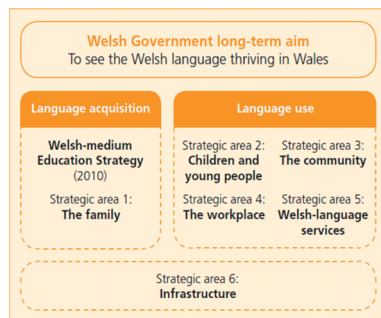 Welsh Government long-term aim
To see the Welsh language thriving in Wales
Language acquisition
Welsh-medium
Education Strategy
(2010)
Strategic area 1:
The family
Language use
Strategic area 2:
Children and
young people
Strategic area 3:
The community
Strategic area 4:
The workplace
Strategic area 5:
Welsh-language
services
Strategic area 6:
Infrastructure